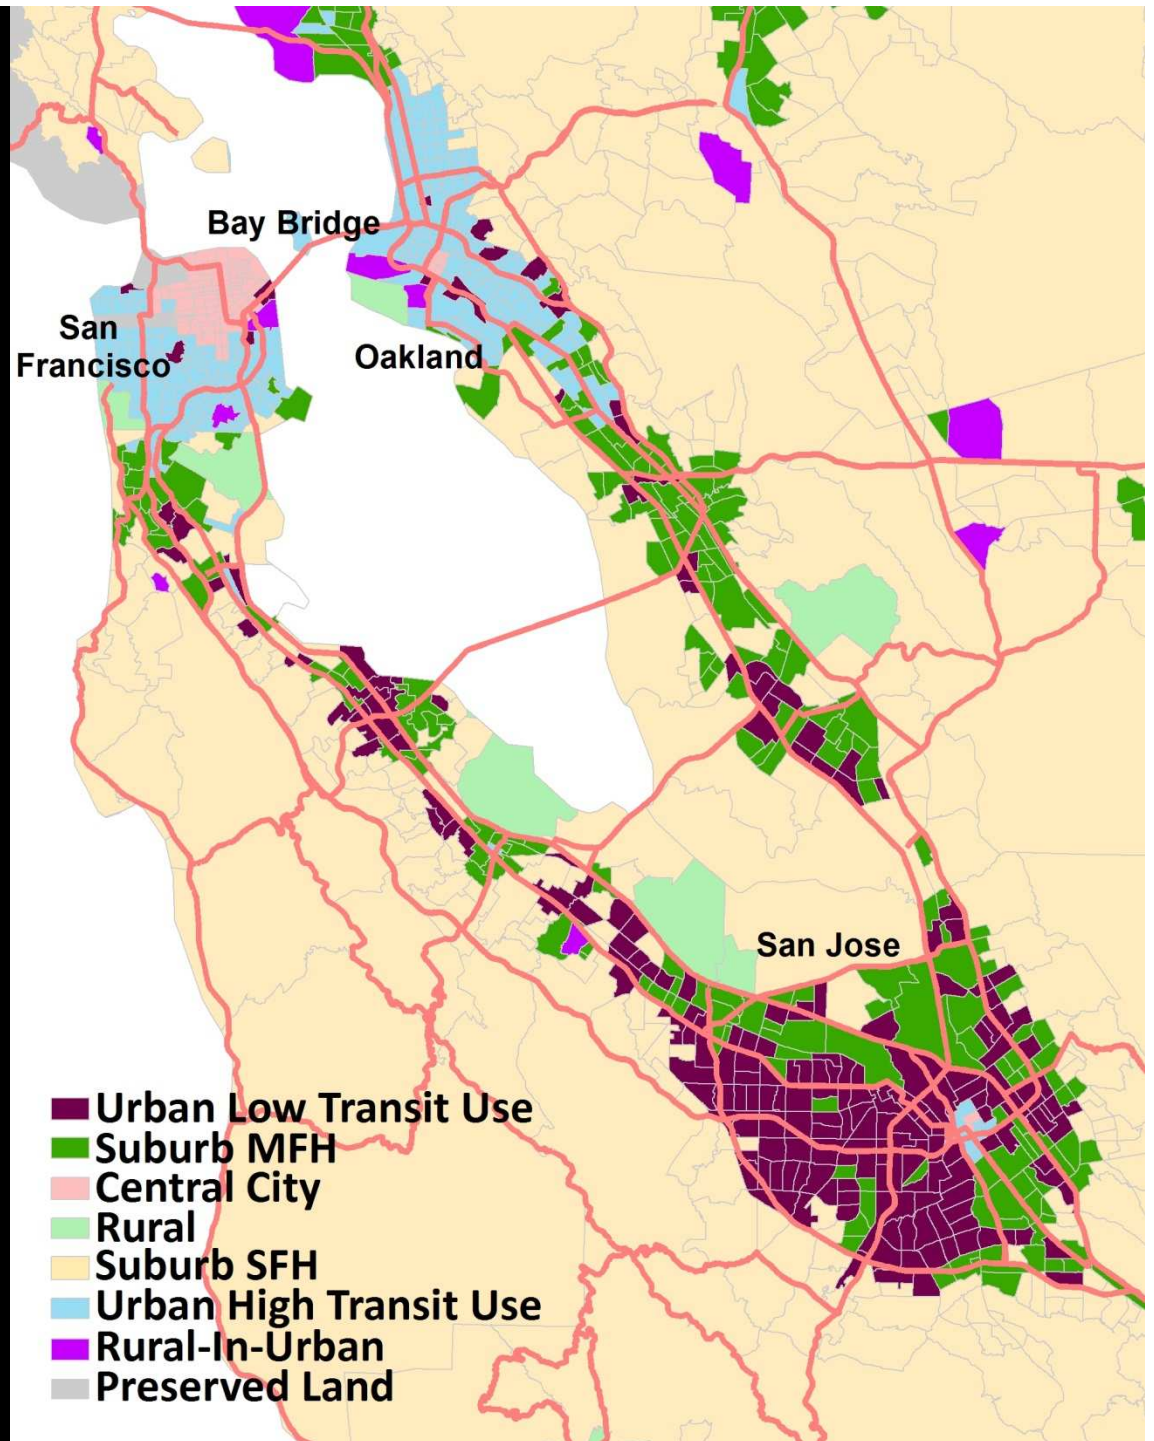 Bay Bridge
San
Francisco
Oakland
San Jose
Urban Low Transit Use
Suburb MFH
Central City
Rural
Suburb SFH
Urban High Transit Use
Rural-In-Urban
Preserved Land